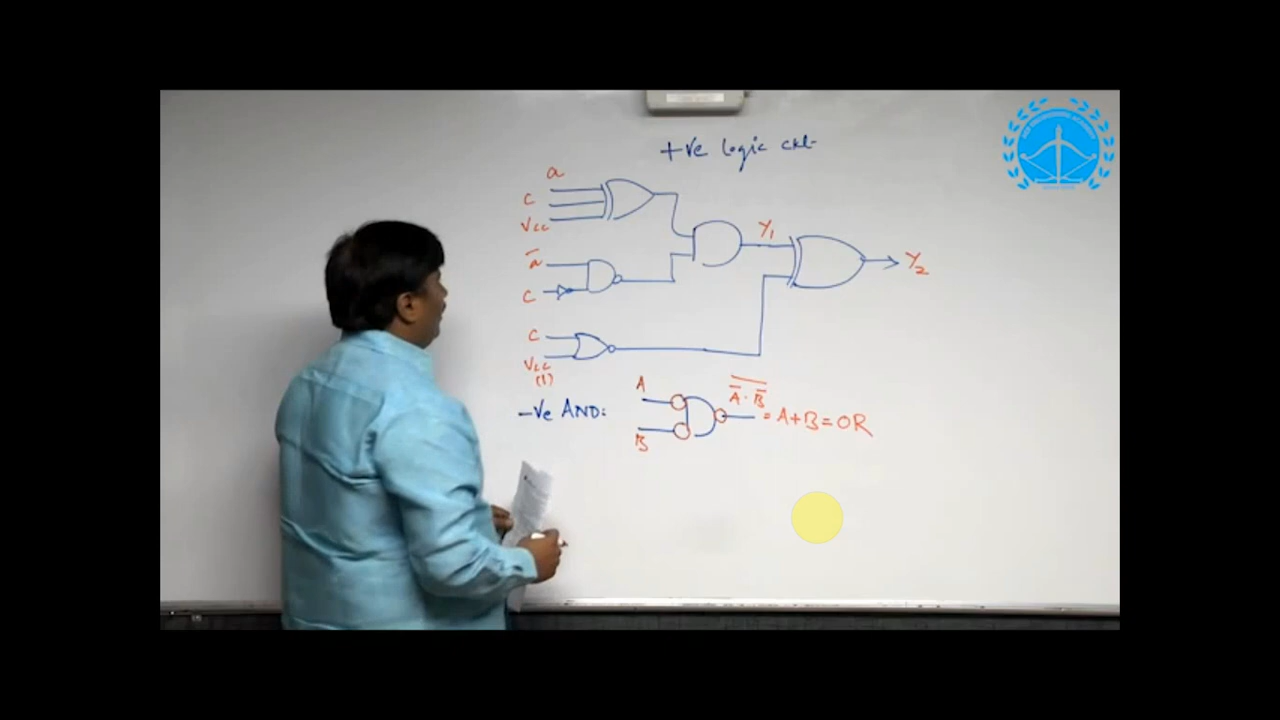 +ve Logic ckt
a
c
Vcc
y₁
a̅
y₂
c
c
Vcc
(1)
-Ve AND:
A
B
A̅ · B̅ = A+B = OR